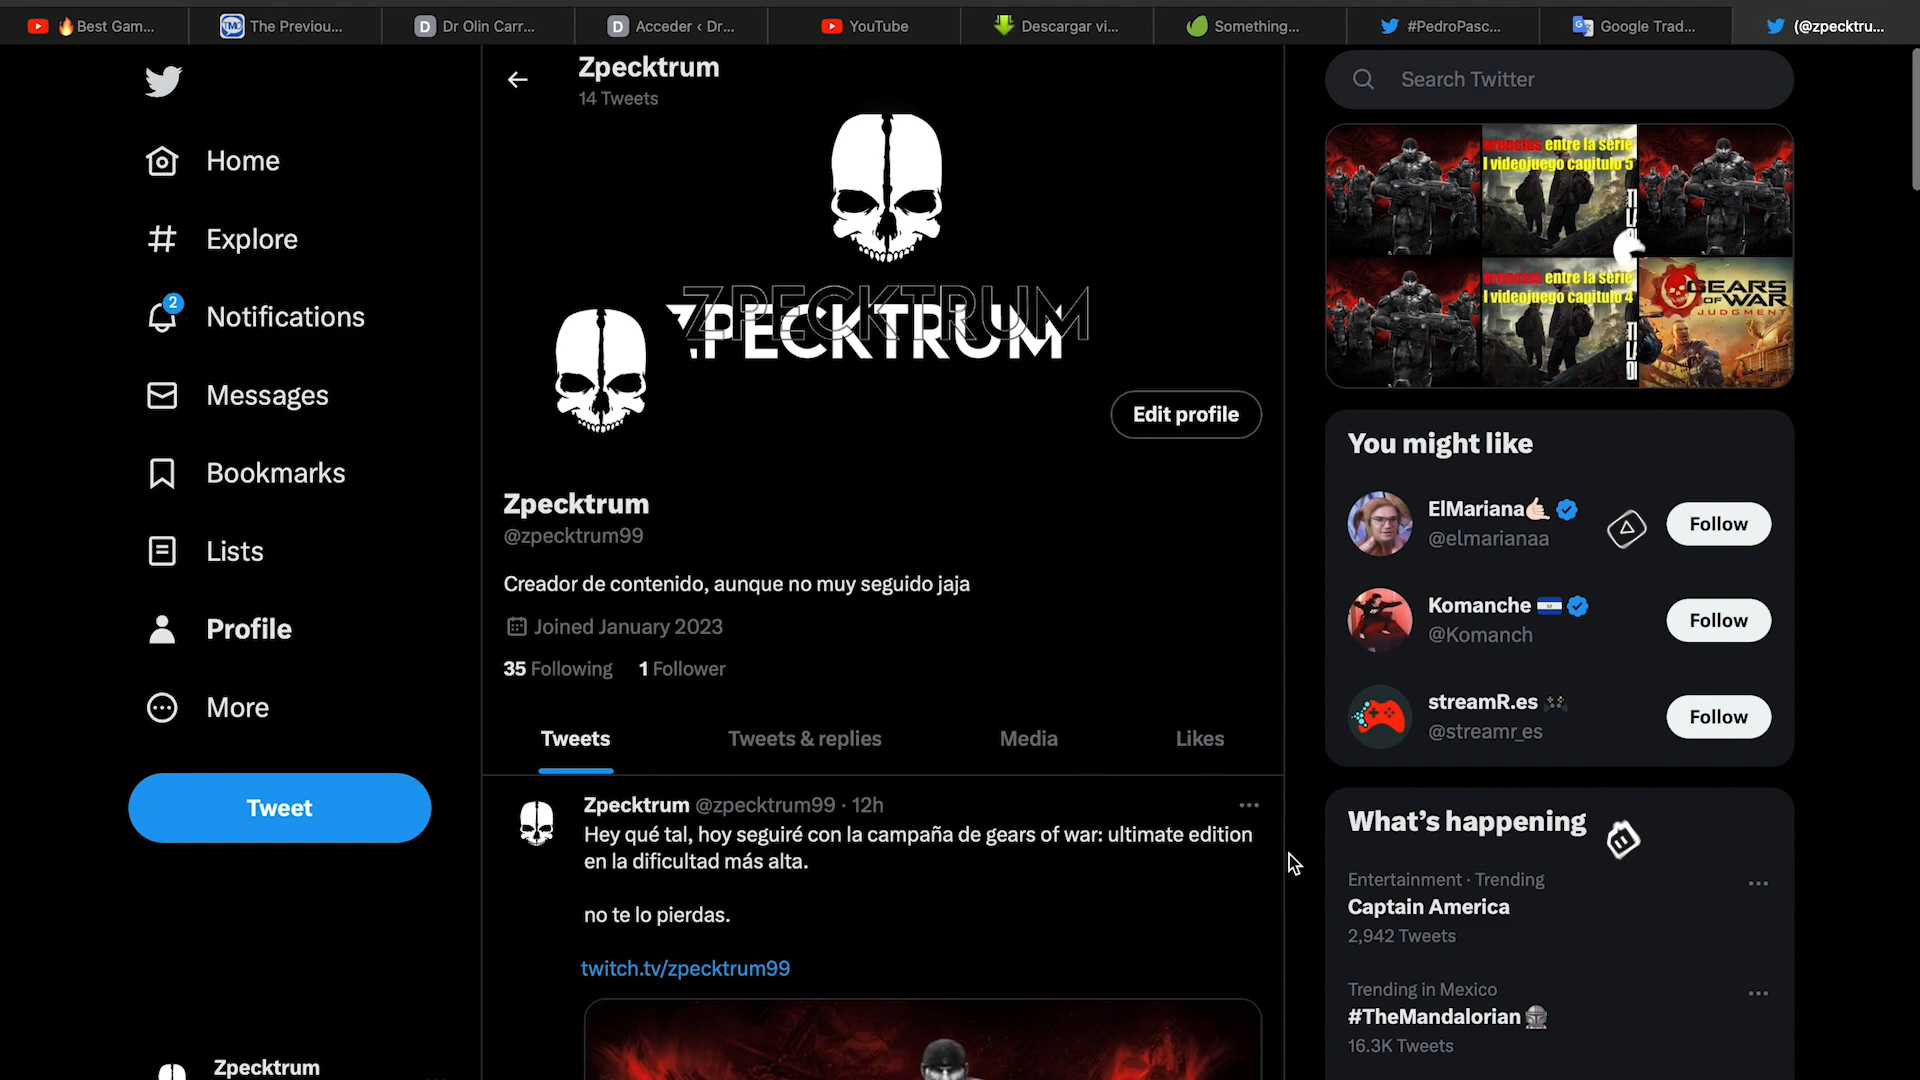 🔥Best Gam...
The Previou...
Dr Olin Carr...
Acceder ‹ Dr...
YouTube
Descargar vi...
Something...
#PedroPasc...
Google Trad...
(@zpecktru...
Home
Explore
2
Notifications
Messages
Bookmarks
Lists
Profile
More
Tweet
Zpecktrum
Zpecktrum
14 Tweets
ZPECKTRUM
ZPECKTRUM
Edit profile
Zpecktrum
@zpecktrum99
Creador de contenido, aunque no muy seguido jaja
Joined January 2023
35 Following 1 Follower
Tweets
Tweets & replies
Media
Likes
Zpecktrum @zpecktrum99 · 12h
Hey qué tal, hoy seguiré con la campaña de gears of war: ultimate edition
en la dificultad más alta.
no te lo pierdas.
twitch.tv/zpecktrum99
Search Twitter
entre la serie
l videojuego capitulo 5
entre la serie
l videojuego capitulo 4
GEARS
OF WAR
JUDGMENT
You might like
ElMariana🤙🏻
@elmarianaa
Follow
Komanche 🇸🇻
@Komanch
Follow
streamR.es 🎮
@streamr_es
Follow
What's happening
Entertainment · Trending
Captain America
2,942 Tweets
Trending in Mexico
#TheMandalorian
16.3K Tweets